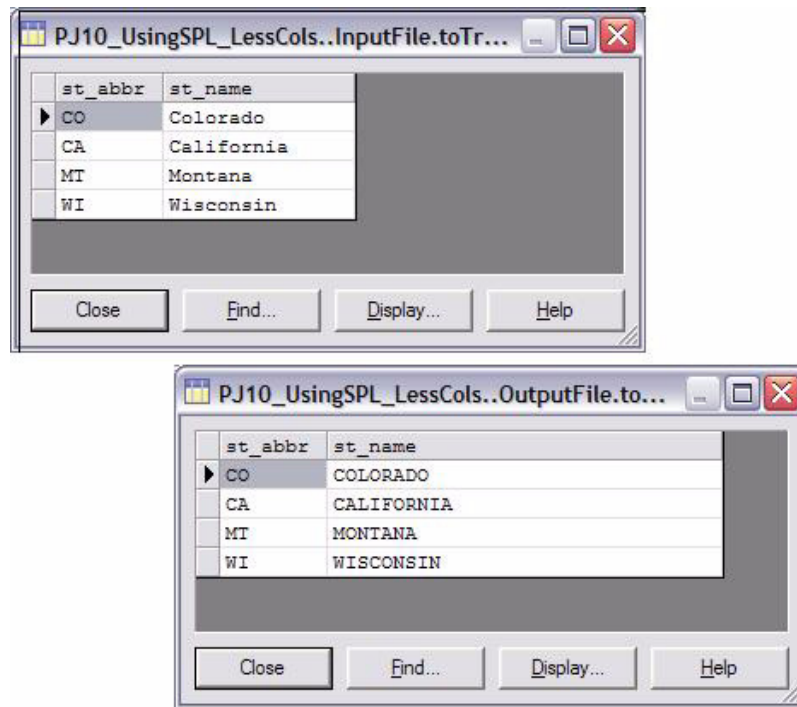 PJ10_UsingSPL_LessCols..InputFile.toTr...
st_abbr st_name
CO Colorado
CA California
MT Montana
WI Wisconsin
Close Find... Display... Help
PJ10_UsingSPL_LessCols..OutputFile.to...
st_abbr st_name
CO COLORADO
CA CALIFORNIA
MT MONTANA
WI WISCONSIN
Close Find... Display... Help